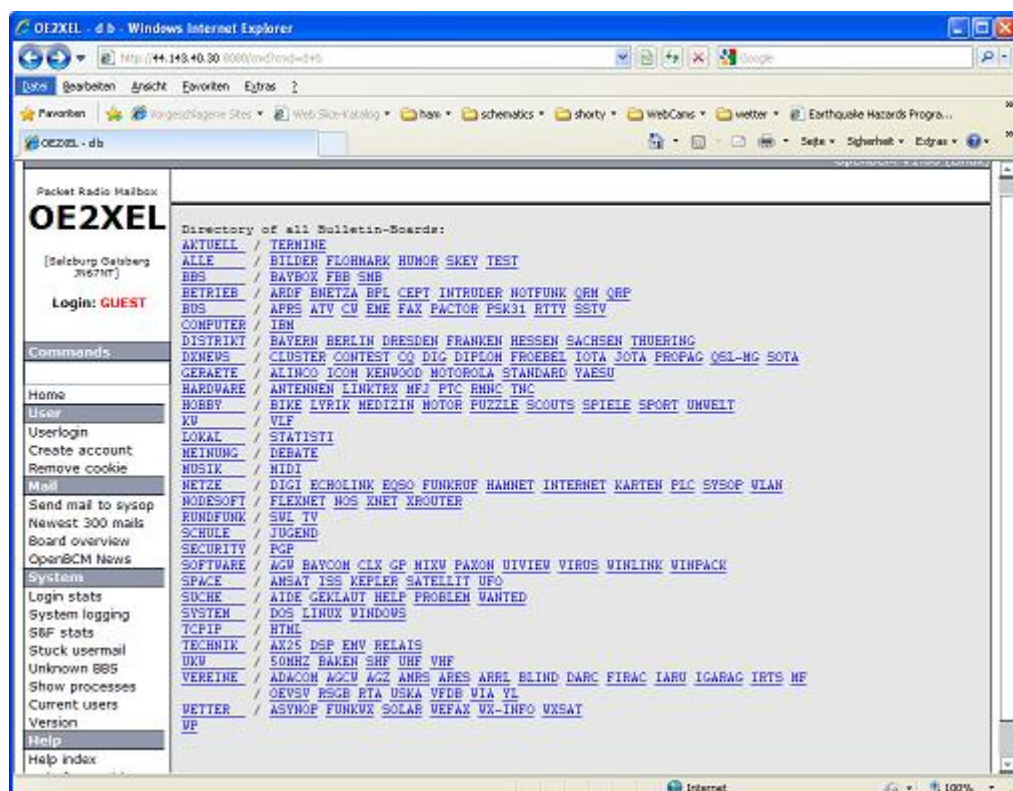 OE2XEL - d b - Windows Internet Explorer
http://44.143.40.30:8080/cmd?cmd=d+b
Google
Datei Bearbeiten Ansicht Favoriten Extras ?
Favoriten Vorgeschlagene Sites Web Slice-Katalog ham schematics shorty WebCams wetter Earthquake Hazards Progra...
OE2XEL - db
Seite Sicherheit Extras
Packet Radio Mailbox
OE2XEL
[Salzburg Gaisberg
JN67NT]
Login: GUEST
Commands
Home
User
Userlogin
Create account
Remove cookie
Mail
Send mail to sysop
Newest 300 mails
Board overview
OpenBCM News
System
Login stats
System logging
S&F stats
Stuck usermail
Unknown BBS
Show processes
Current users
Version
Help
Help index
Directory of all Bulletin-Boards:
AKTUELL / TERMINE
ALLE / BILDER FLOHMARK HUMOR SKEY TEST
BBS / BAYBOX FBB SMB
BETRIEB / ARDF BNETZA BPL CEPT INTRUDER NOTFUNK QRM QRP
BUS / APRS ATV CW EME FAX PACTOR PSK31 RTTY SSTV
COMPUTER / IBM
DISTRIKT / BAYERN BERLIN DRESDEN FRANKEN HESSEN SACHSEN THUERING
DXNEWS / CLUSTER CONTEST CQ DIG DIPLOM FROEBEL IOTA JOTA PROPAG QSL-MG SOTA
GERAETE / ALINCO ICOM KENWOOD MOTOROLA STANDARD YAESU
HARDWARE / ANTENNEN LINKTRX MFJ PTC RMNC TNC
HOBBY / BIKE LYRIK MEDIZIN MOTOR PUZZLE SCOUTS SPIELE SPORT UMWELT
KW / VLF
LOKAL / STATISTI
MEINUNG / DEBATE
MUSIK / MIDI
NETZE / DIGI ECHOLINK EQSO FUNKRUF HAMNET INTERNET KARTEN PLC SYSOP WLAN
NODESOFT / FLEXNET NOS XNET XROUTER
RUNDFUNK / SWL TV
SCHULE / JUGEND
SECURITY / PGP
SOFTWARE / AGW BAYCOM CLX GP MIXW PAXON UIVIEW VIRUS WINLINK WINPACK
SPACE / AMSAT ISS KEPLER SATELLIT UFO
SUCHE / AIDE GEKLAUT HELP PROBLEM WANTED
SYSTEM / DOS LINUX WINDOWS
TCPIP / HTML
TECHNIK / AX25 DSP EMV RELAIS
UKW / 50MHZ BAKEN SHF UHF VHF
VEREINE / ADACOM AGCW AGZ AMRS ARES ARRL BLIND DARC FIRAC IARU IGARAG IRTS MF
/ OEVSV RSGB RTA USKA VFDB WIA YL
WETTER / ASYNOP FUNKWX SOLAR WEFAX WX-INFO WXSAT
WP
Internet 100%